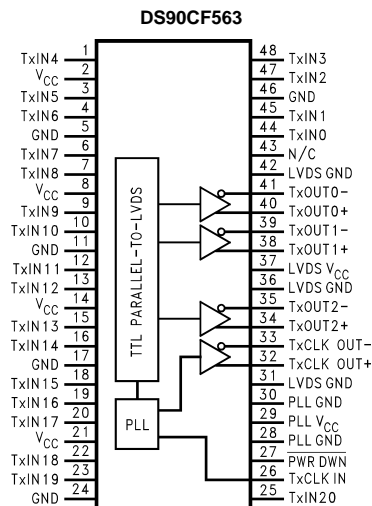 DS90CF563
TxIN4 1
VCC 2
TxIN5 3
TxIN6 4
GND 5
TxIN7 6
TxIN8 7
VCC 8
TxIN9 9
TxIN10 10
GND 11
TxIN11 12
TxIN12 13
VCC 14
TxIN13 15
TxIN14 16
GND 17
TxIN15 18
TxIN16 19
TxIN17 20
VCC 21
TxIN18 22
TxIN19 23
GND 24
TTL PARALLEL-TO-LVDS
PLL
48 TxIN3
47 TxIN2
46 GND
45 TxIN1
44 TxIN0
43 N/C
42 LVDS GND
41 TxOUT0-
40 TxOUT0+
39 TxOUT1-
38 TxOUT1+
37 LVDS VCC
36 LVDS GND
35 TxOUT2-
34 TxOUT2+
33 TxCLK OUT-
32 TxCLK OUT+
31 LVDS GND
30 PLL GND
29 PLL VCC
28 PLL GND
27 PWR DWN
26 TxCLK IN
25 TxIN20